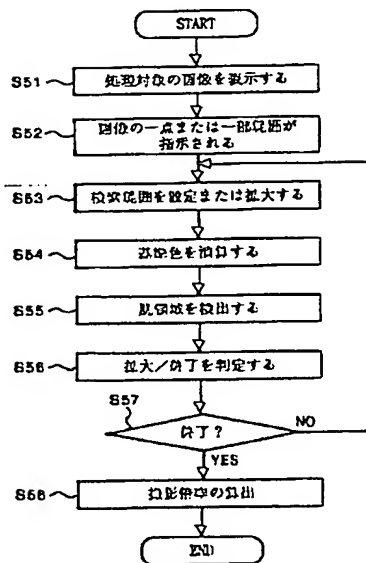 START
S51
処理対象の画像を表示する
S52
画像の一点または一部範囲が
指示される
S53
検索範囲を設定または拡大する
S54
基準色を演算する
S55
肌領域を検出する
S56
拡大／終了を判定する
S57
終了？
NO
YES
撮影倍率の算出
END